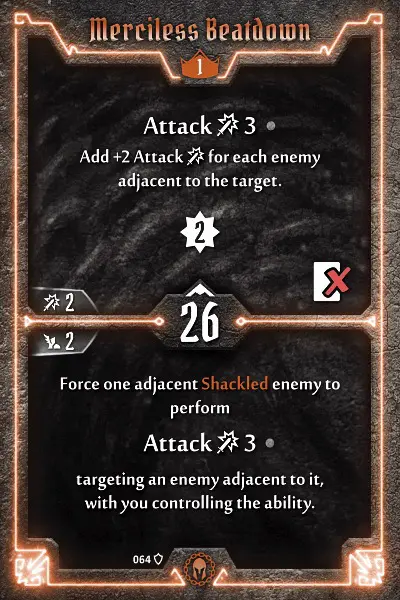 Merciless Beatdown
1
Attack 3
Add +2 Attack for each enemy
adjacent to the target.
2
2
26
2
Force one adjacent Shackled enemy to
perform
Attack 3
targeting an enemy adjacent to it,
with you controlling the ability.
064